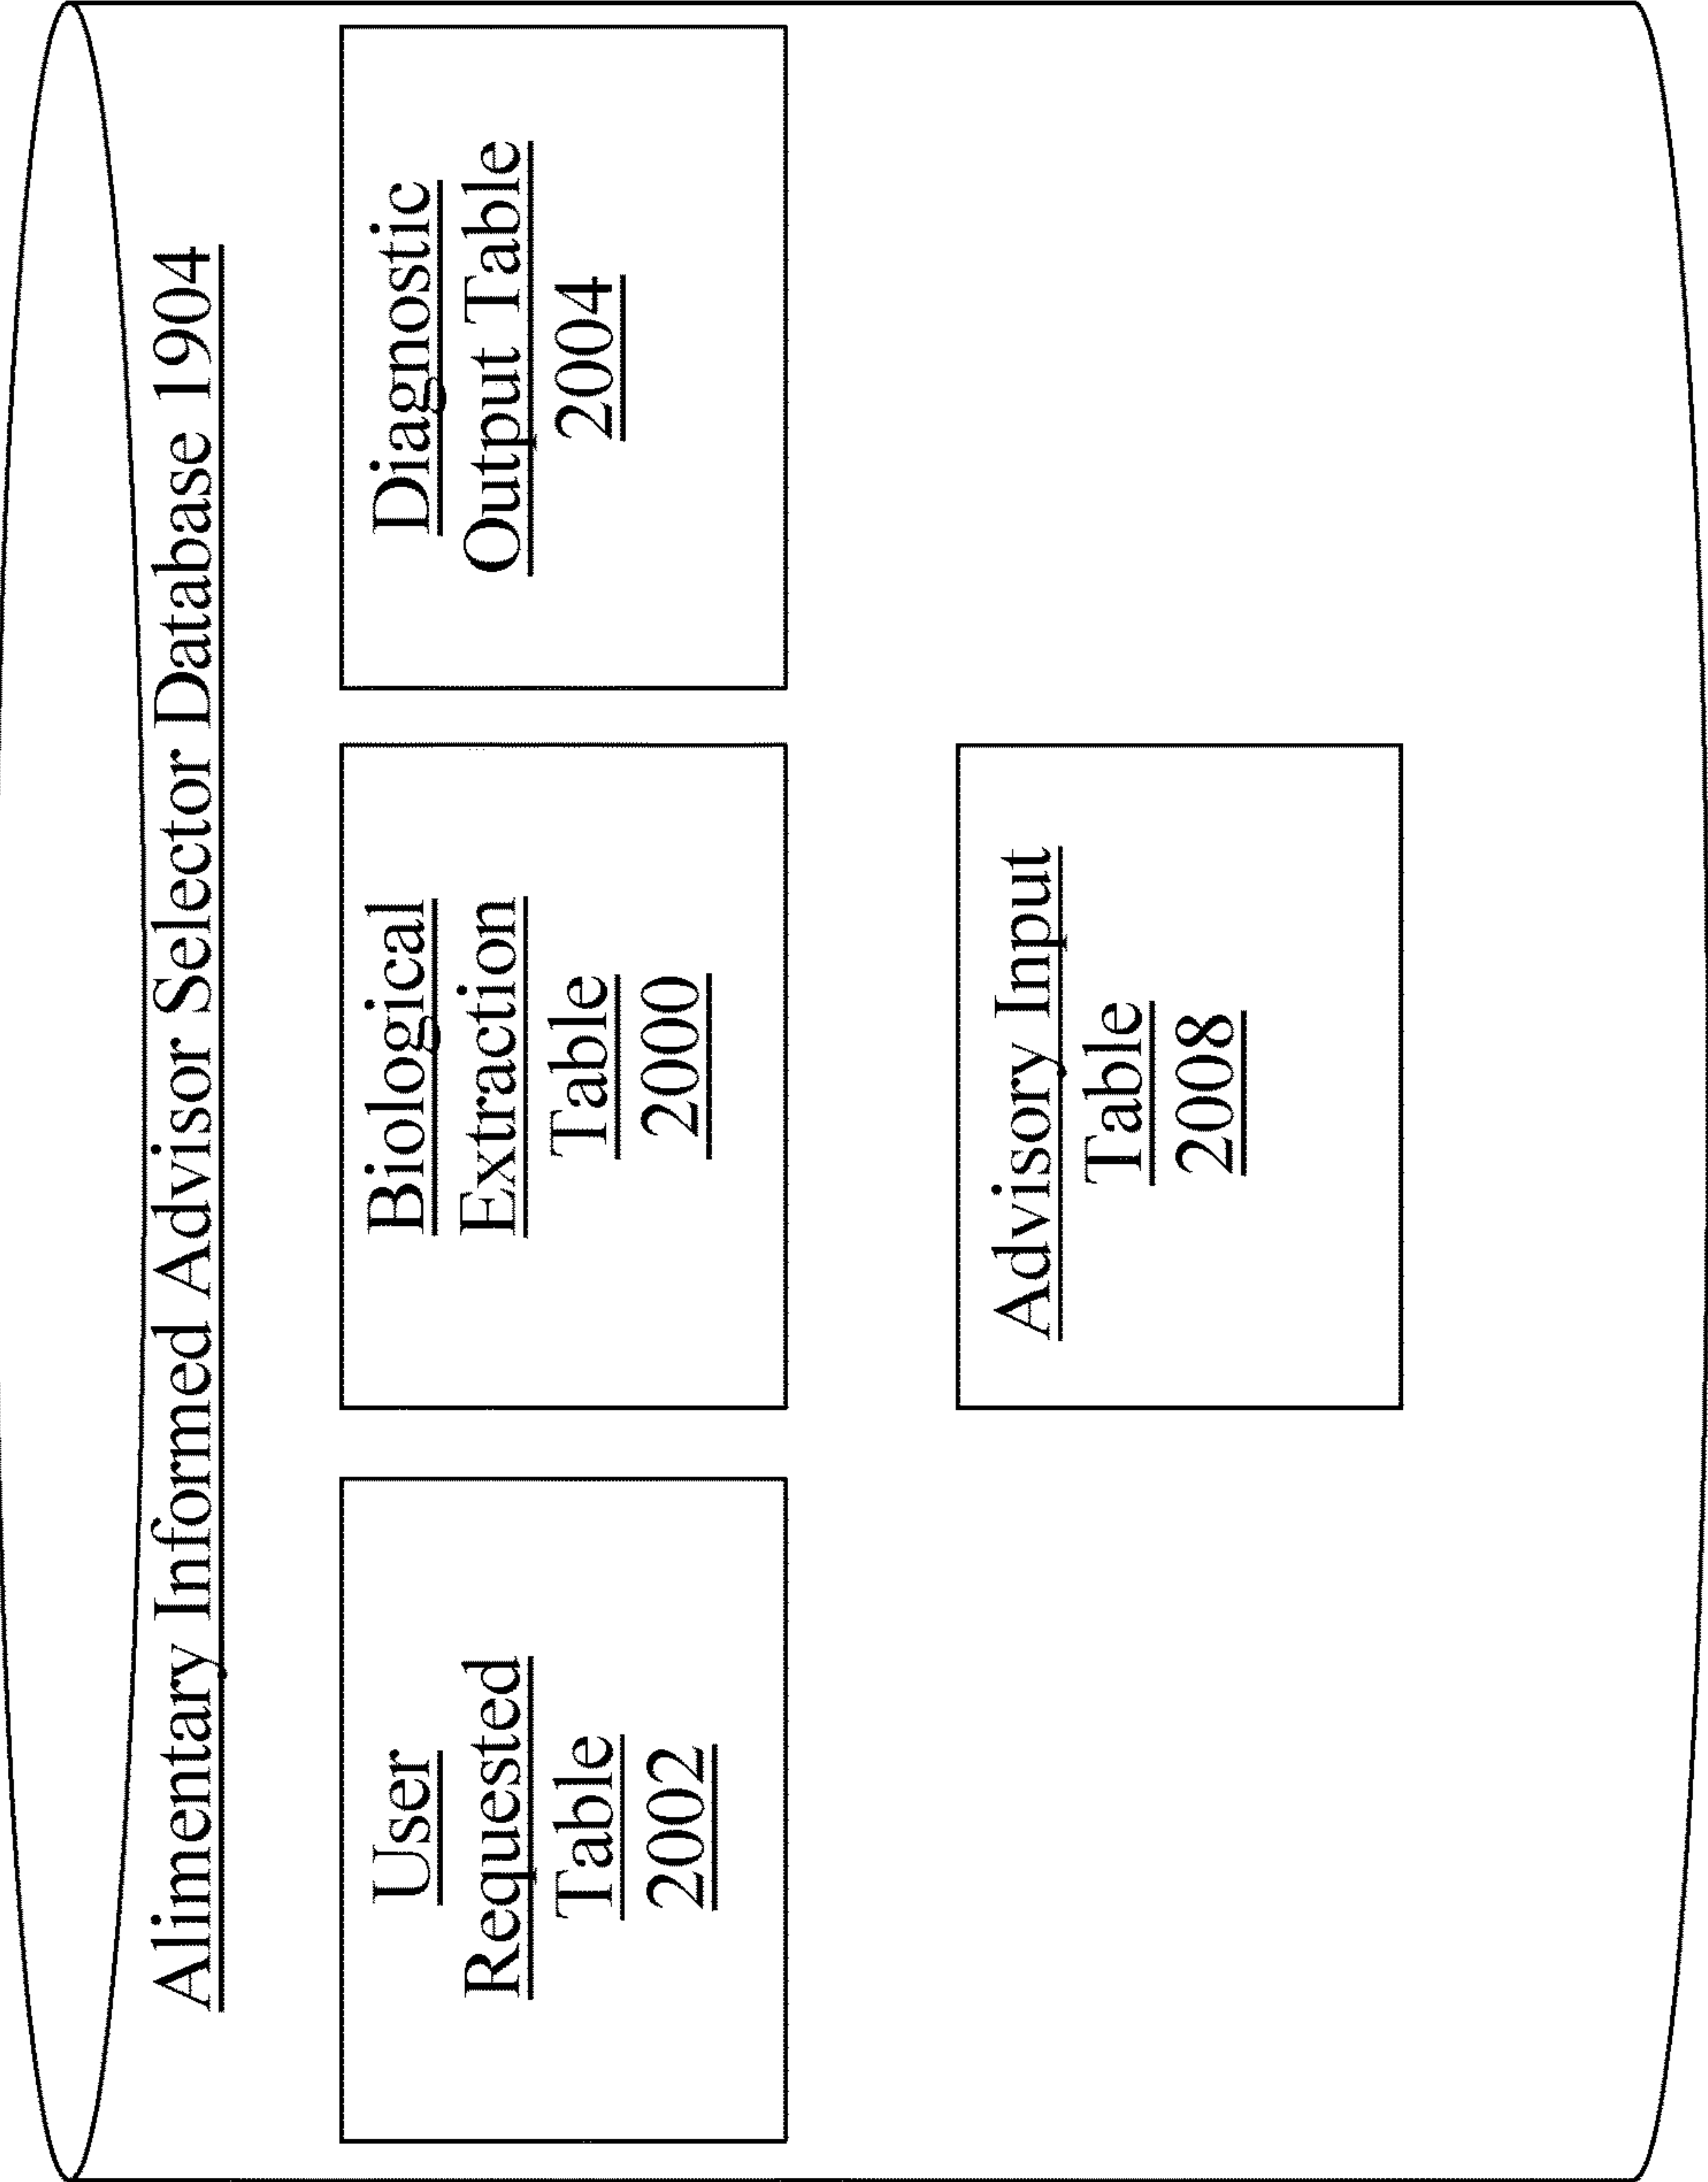 Alimentary Informed Advisor Selector Database 1904
User
Requested
Table
2002
Biological
Extraction
Table
2000
Diagnostic
Output Table
2004
Advisory Input
Table
2008